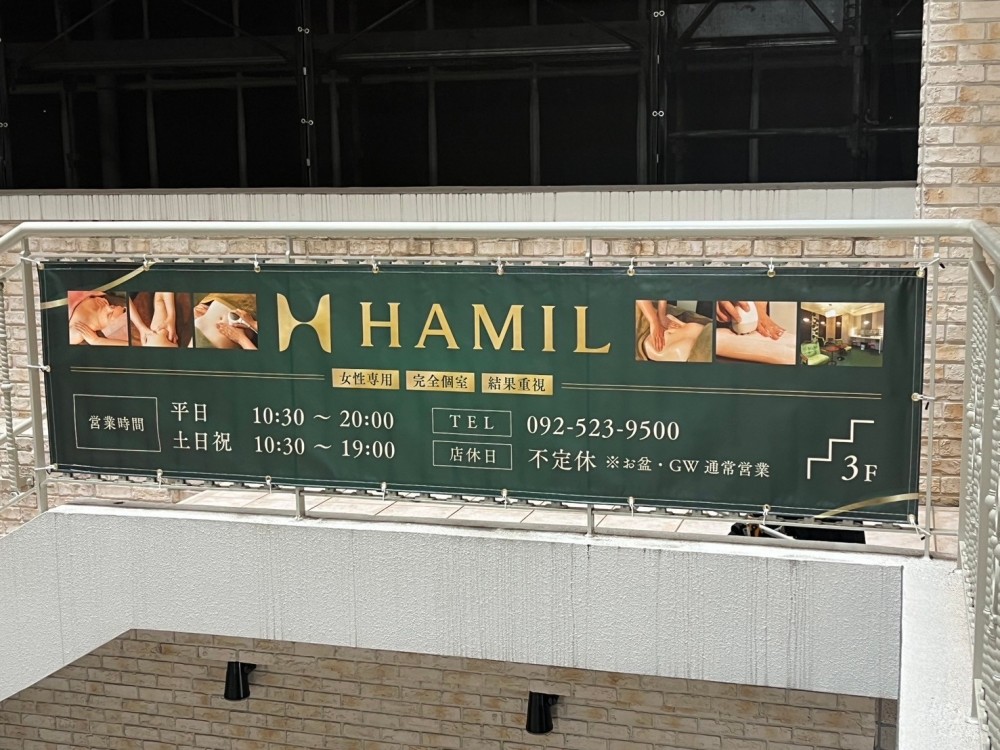 HAMIL
女性専用 完全個室 結果重視
営業時間
平日 10:30 ～ 20:00
土日祝 10:30 ～ 19:00
TEL 092-523-9500
店休日 不定休 ※お盆・GW 通常営業
3F